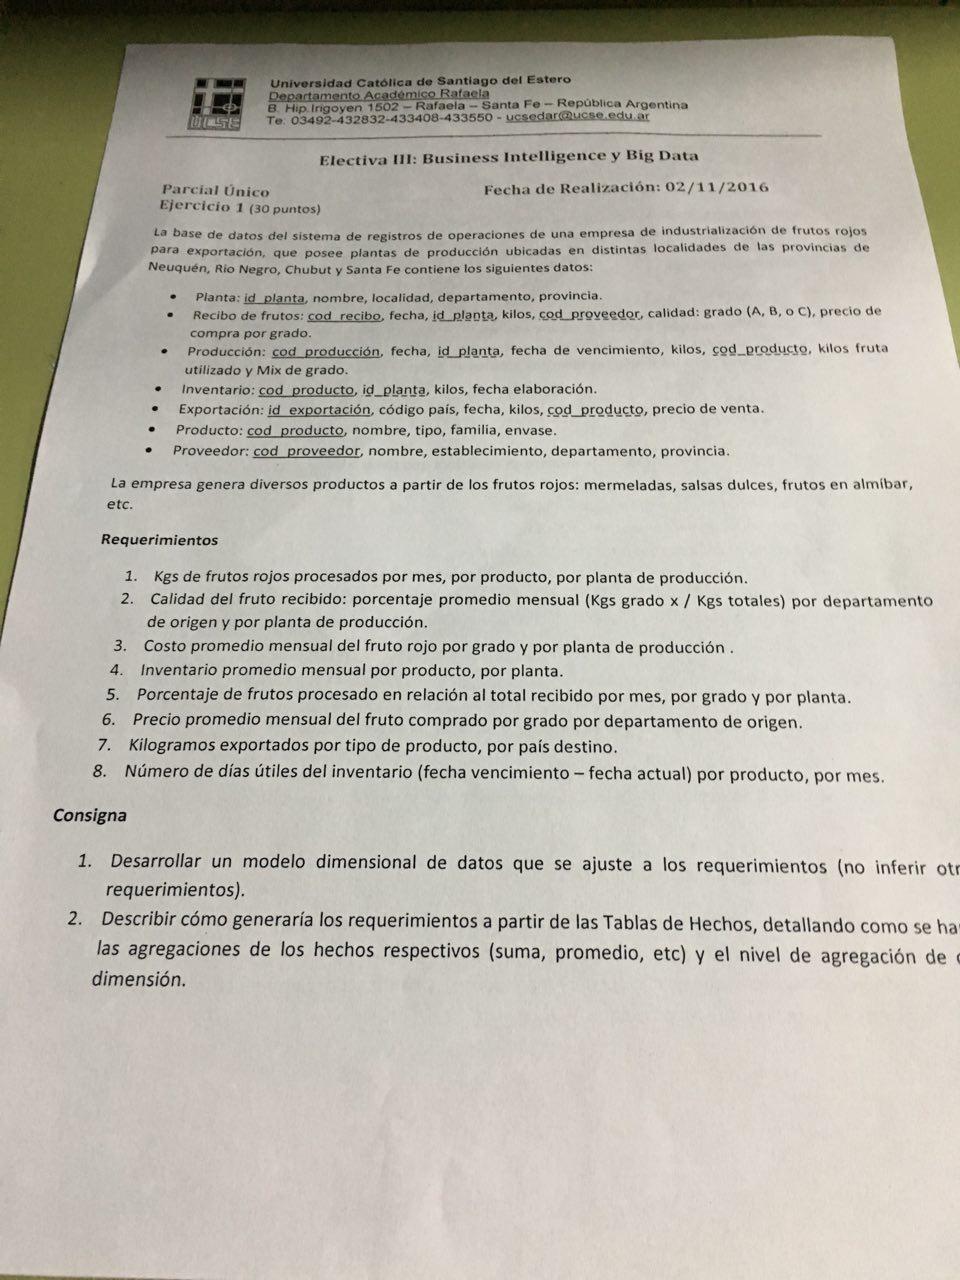 UCSE
Universidad Católica de Santiago del Estero
Departamento Académico Rafaela
B. Hip.Irigoyen 1502 – Rafaela – Santa Fe – República Argentina
Te: 03492-432832-433408-433550 - ucsedar@ucse.edu.ar
Electiva III: Business Intelligence y Big Data
Parcial Único
Fecha de Realización: 02/11/2016
Ejercicio 1 (30 puntos)
La base de datos del sistema de registros de operaciones de una empresa de industrialización de frutos rojos
para exportación, que posee plantas de producción ubicadas en distintas localidades de las provincias de
Neuquén, Rio Negro, Chubut y Santa Fe contiene los siguientes datos:
• Planta: id_planta, nombre, localidad, departamento, provincia.
• Recibo de frutos: cod_recibo, fecha, id_planta, kilos, cod_proveedor, calidad: grado (A, B, o C), precio de
compra por grado.
• Producción: cod_producción, fecha, id_planta, fecha de vencimiento, kilos, cod_producto, kilos fruta
utilizado y Mix de grado.
• Inventario: cod_producto, id_planta, kilos, fecha elaboración.
• Exportación: id_exportación, código país, fecha, kilos, cod_producto, precio de venta.
• Producto: cod_producto, nombre, tipo, familia, envase.
• Proveedor: cod_proveedor, nombre, establecimiento, departamento, provincia.
La empresa genera diversos productos a partir de los frutos rojos: mermeladas, salsas dulces, frutos en almíbar,
etc.
Requerimientos
1. Kgs de frutos rojos procesados por mes, por producto, por planta de producción.
2. Calidad del fruto recibido: porcentaje promedio mensual (Kgs grado x / Kgs totales) por departamento
de origen y por planta de producción.
3. Costo promedio mensual del fruto rojo por grado y por planta de producción .
4. Inventario promedio mensual por producto, por planta.
5. Porcentaje de frutos procesado en relación al total recibido por mes, por grado y por planta.
6. Precio promedio mensual del fruto comprado por grado por departamento de origen.
7. Kilogramos exportados por tipo de producto, por país destino.
8. Número de días útiles del inventario (fecha vencimiento – fecha actual) por producto, por mes.
Consigna
1. Desarrollar un modelo dimensional de datos que se ajuste a los requerimientos (no inferir otr
requerimientos).
2. Describir cómo generaría los requerimientos a partir de las Tablas de Hechos, detallando como se ha
las agregaciones de los hechos respectivos (suma, promedio, etc) y el nivel de agregación de
dimensión.